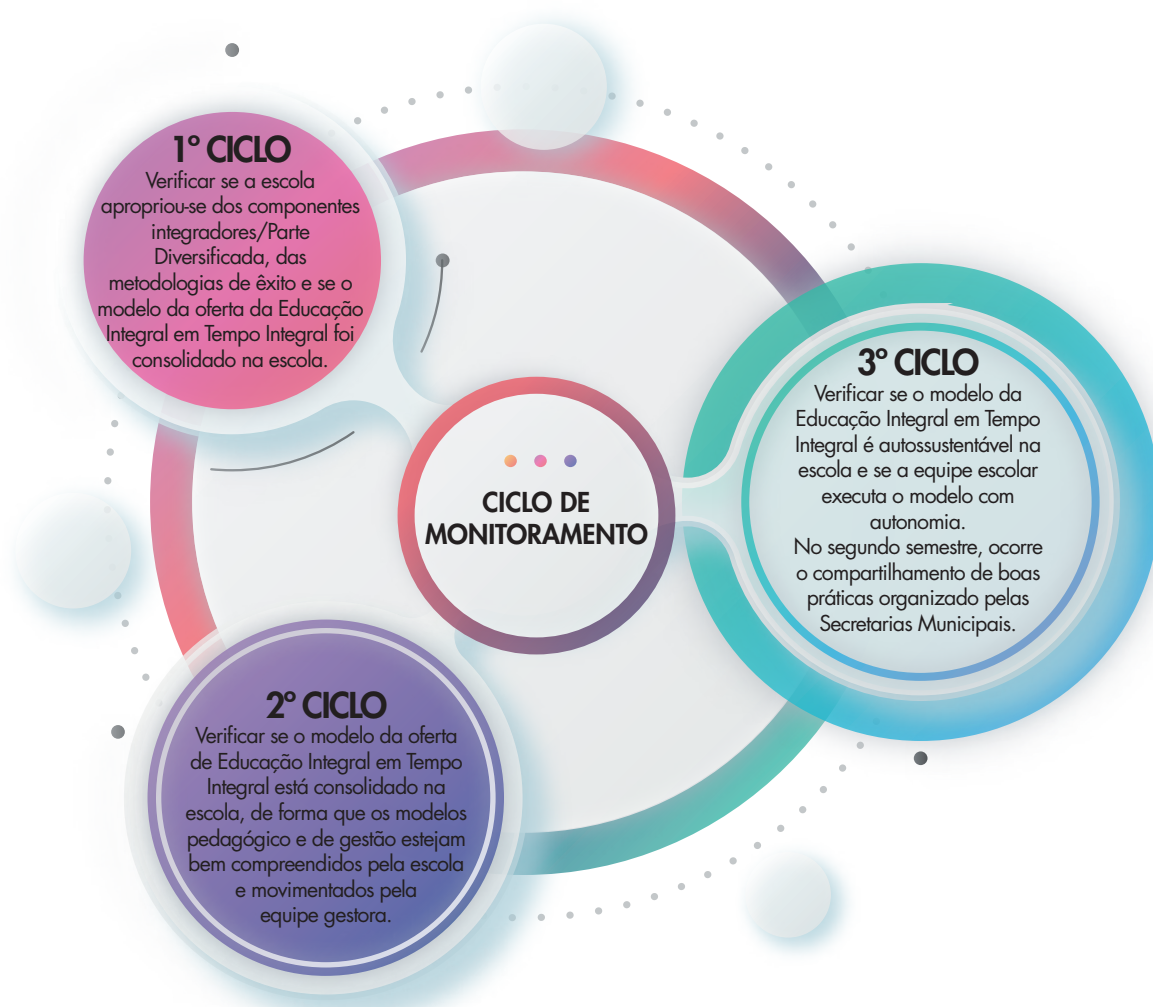 1º CICLO
Verificar se a escola
apropriou-se dos componentes
integradores/Parte
Diversificada, das
metodologias de êxito e se o
modelo da oferta da Educação
Integral em Tempo Integral foi
consolidado na escola.
CICLO DE
MONITORAMENTO
3º CICLO
Verificar se o modelo da
Educação Integral em Tempo
Integral é autossustentável na
escola e se a equipe escolar
executa o modelo com
autonomia.
No segundo semestre, ocorre
o compartilhamento de boas
práticas organizado pelas
Secretarias Municipais.
2º CICLO
Verificar se o modelo da oferta
de Educação Integral em Tempo
Integral está consolidado na
escola, de forma que os modelos
pedagógico e de gestão estejam
bem compreendidos pela escola
e movimentados pela
equipe gestora.